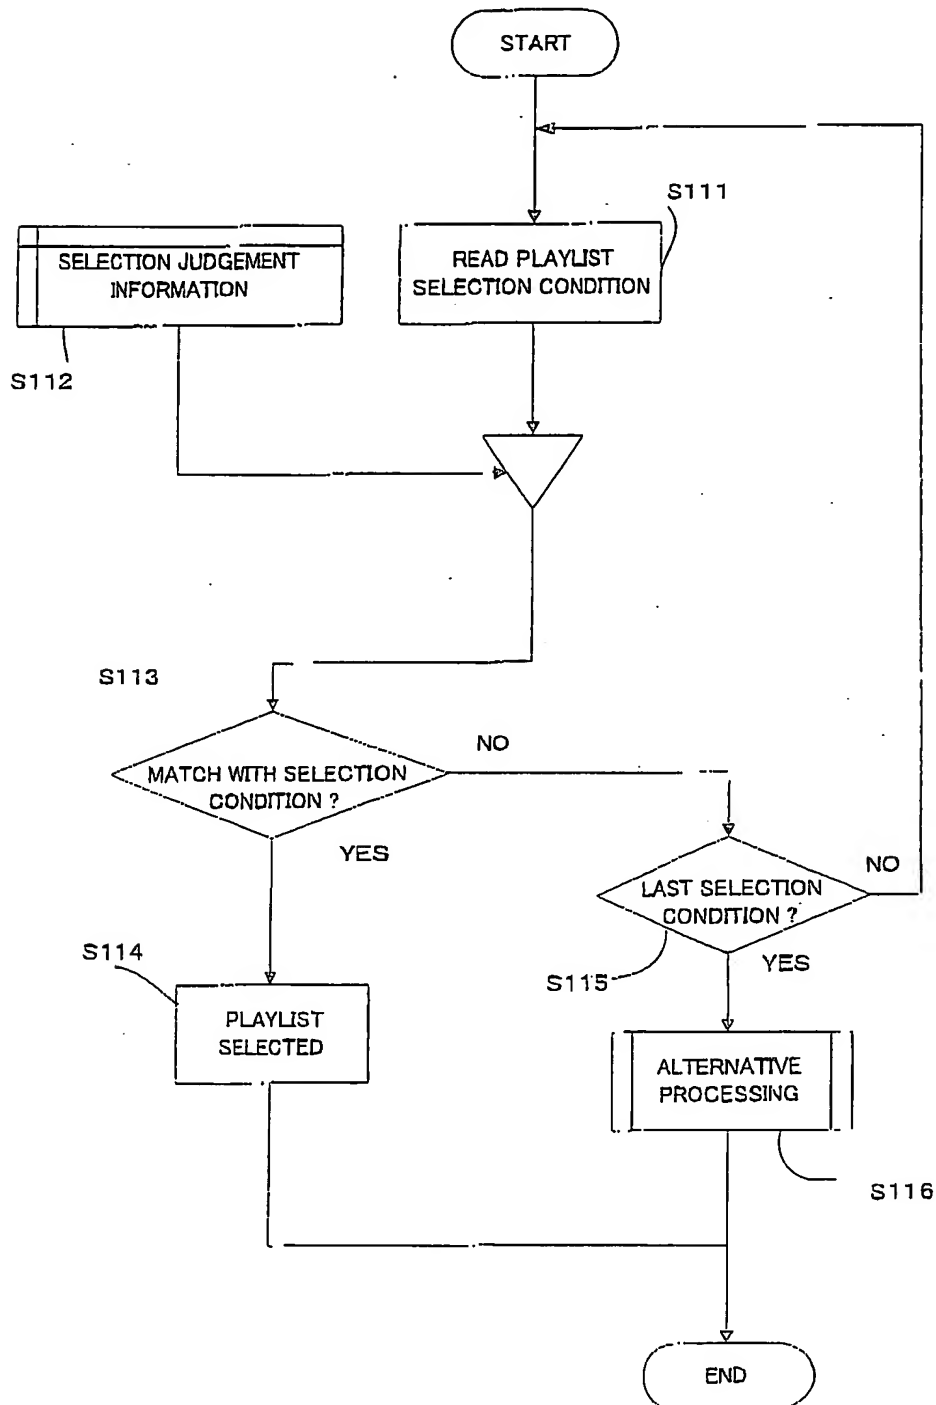 START
S111
READ PLAYLIST
SELECTION CONDITION
SELECTION JUDGEMENT
INFORMATION
S112
S113
MATCH WITH SELECTION
CONDITION ?
NO
YES
LAST SELECTION
CONDITION ?
NO
S115
YES
S114
PLAYLIST
SELECTED
ALTERNATIVE
PROCESSING
S116
END